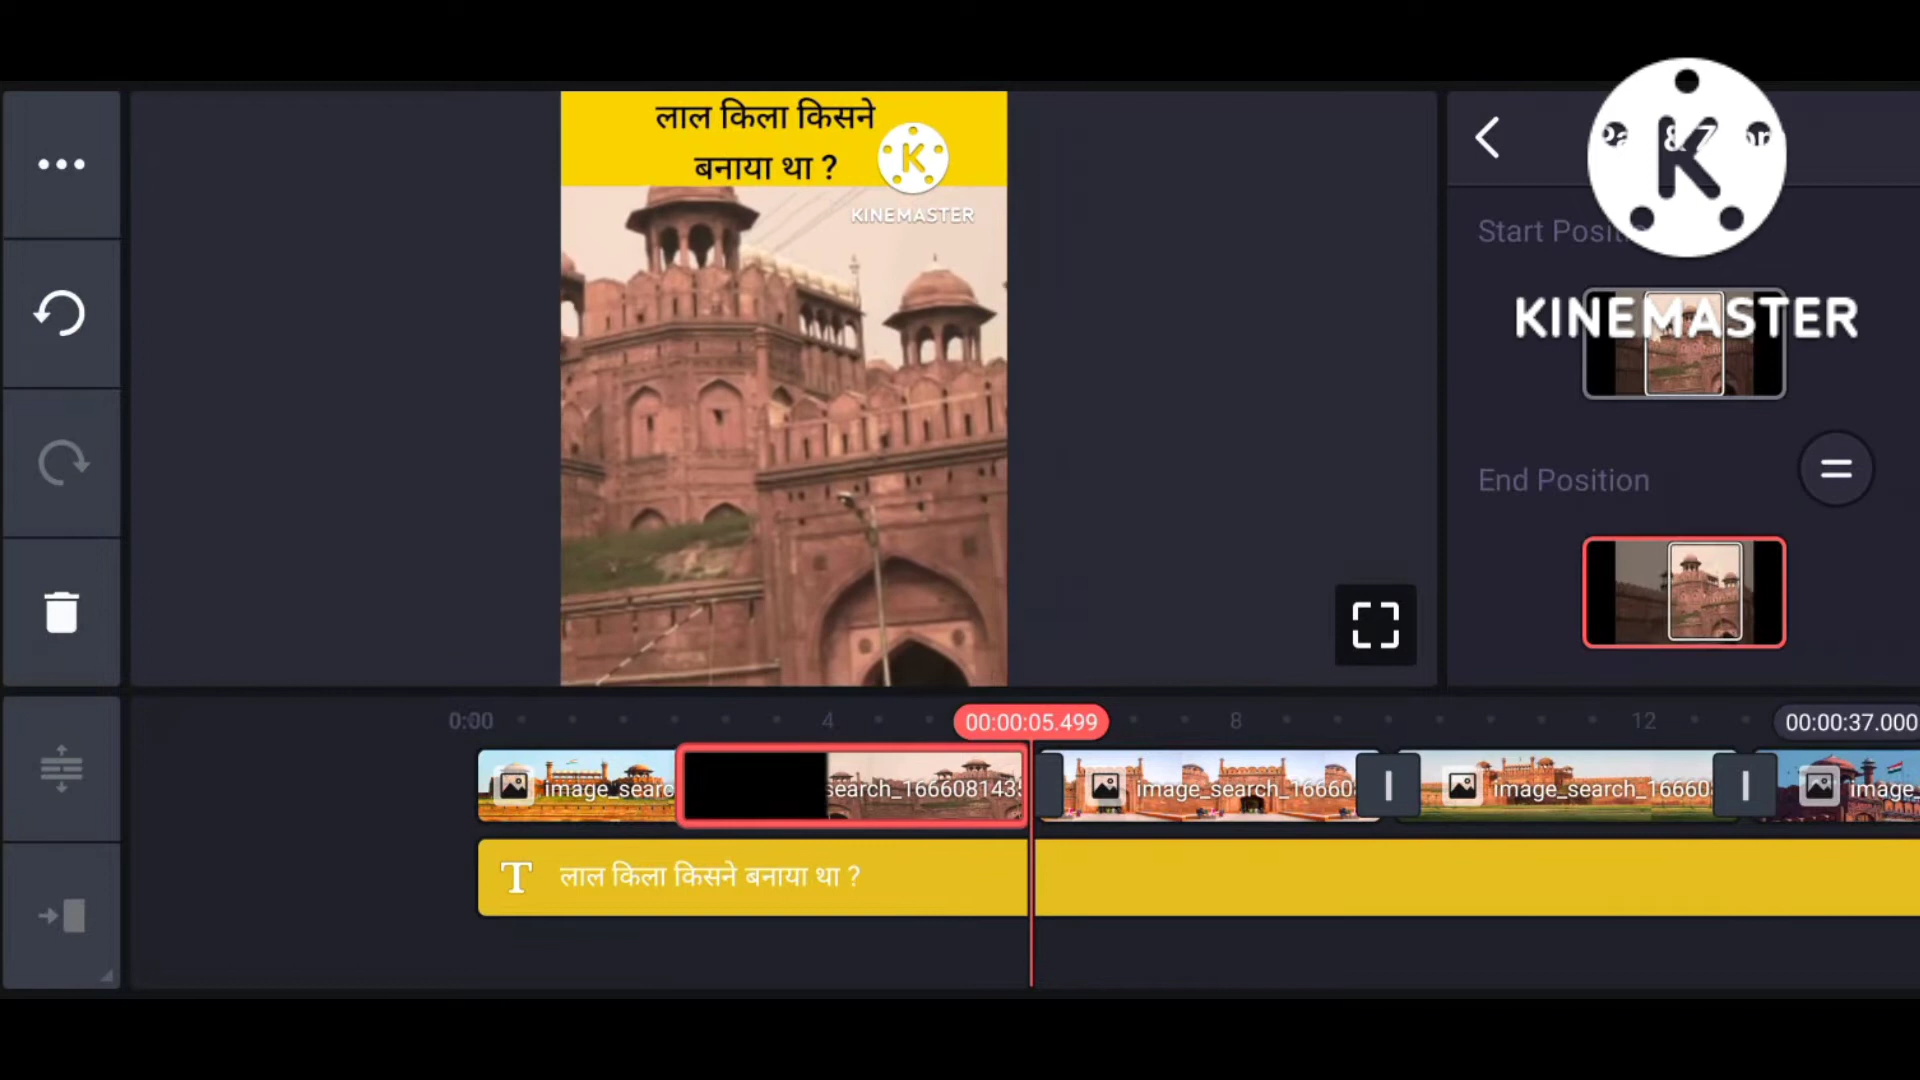 लाल किला किसने
बनाया था ?
K
KINEMASTER
K
KINEMASTER
Start Posit
End Position
0:00
4
00:00:05.499
8
12
00:00:37.000
image_searc
search_166608143
image_search_16660
image_search_16660
image_
T लाल किला किसने बनाया था ?